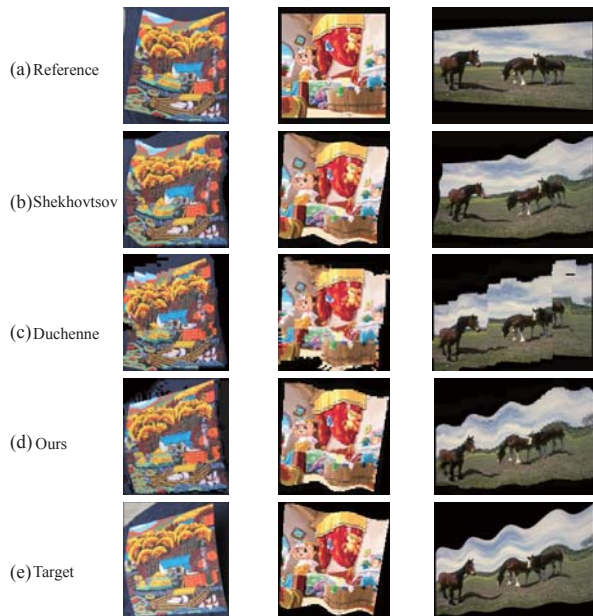 (a) Reference
(b) Shekhovtsov
(c) Duchenne
(d) Ours
(e) Target